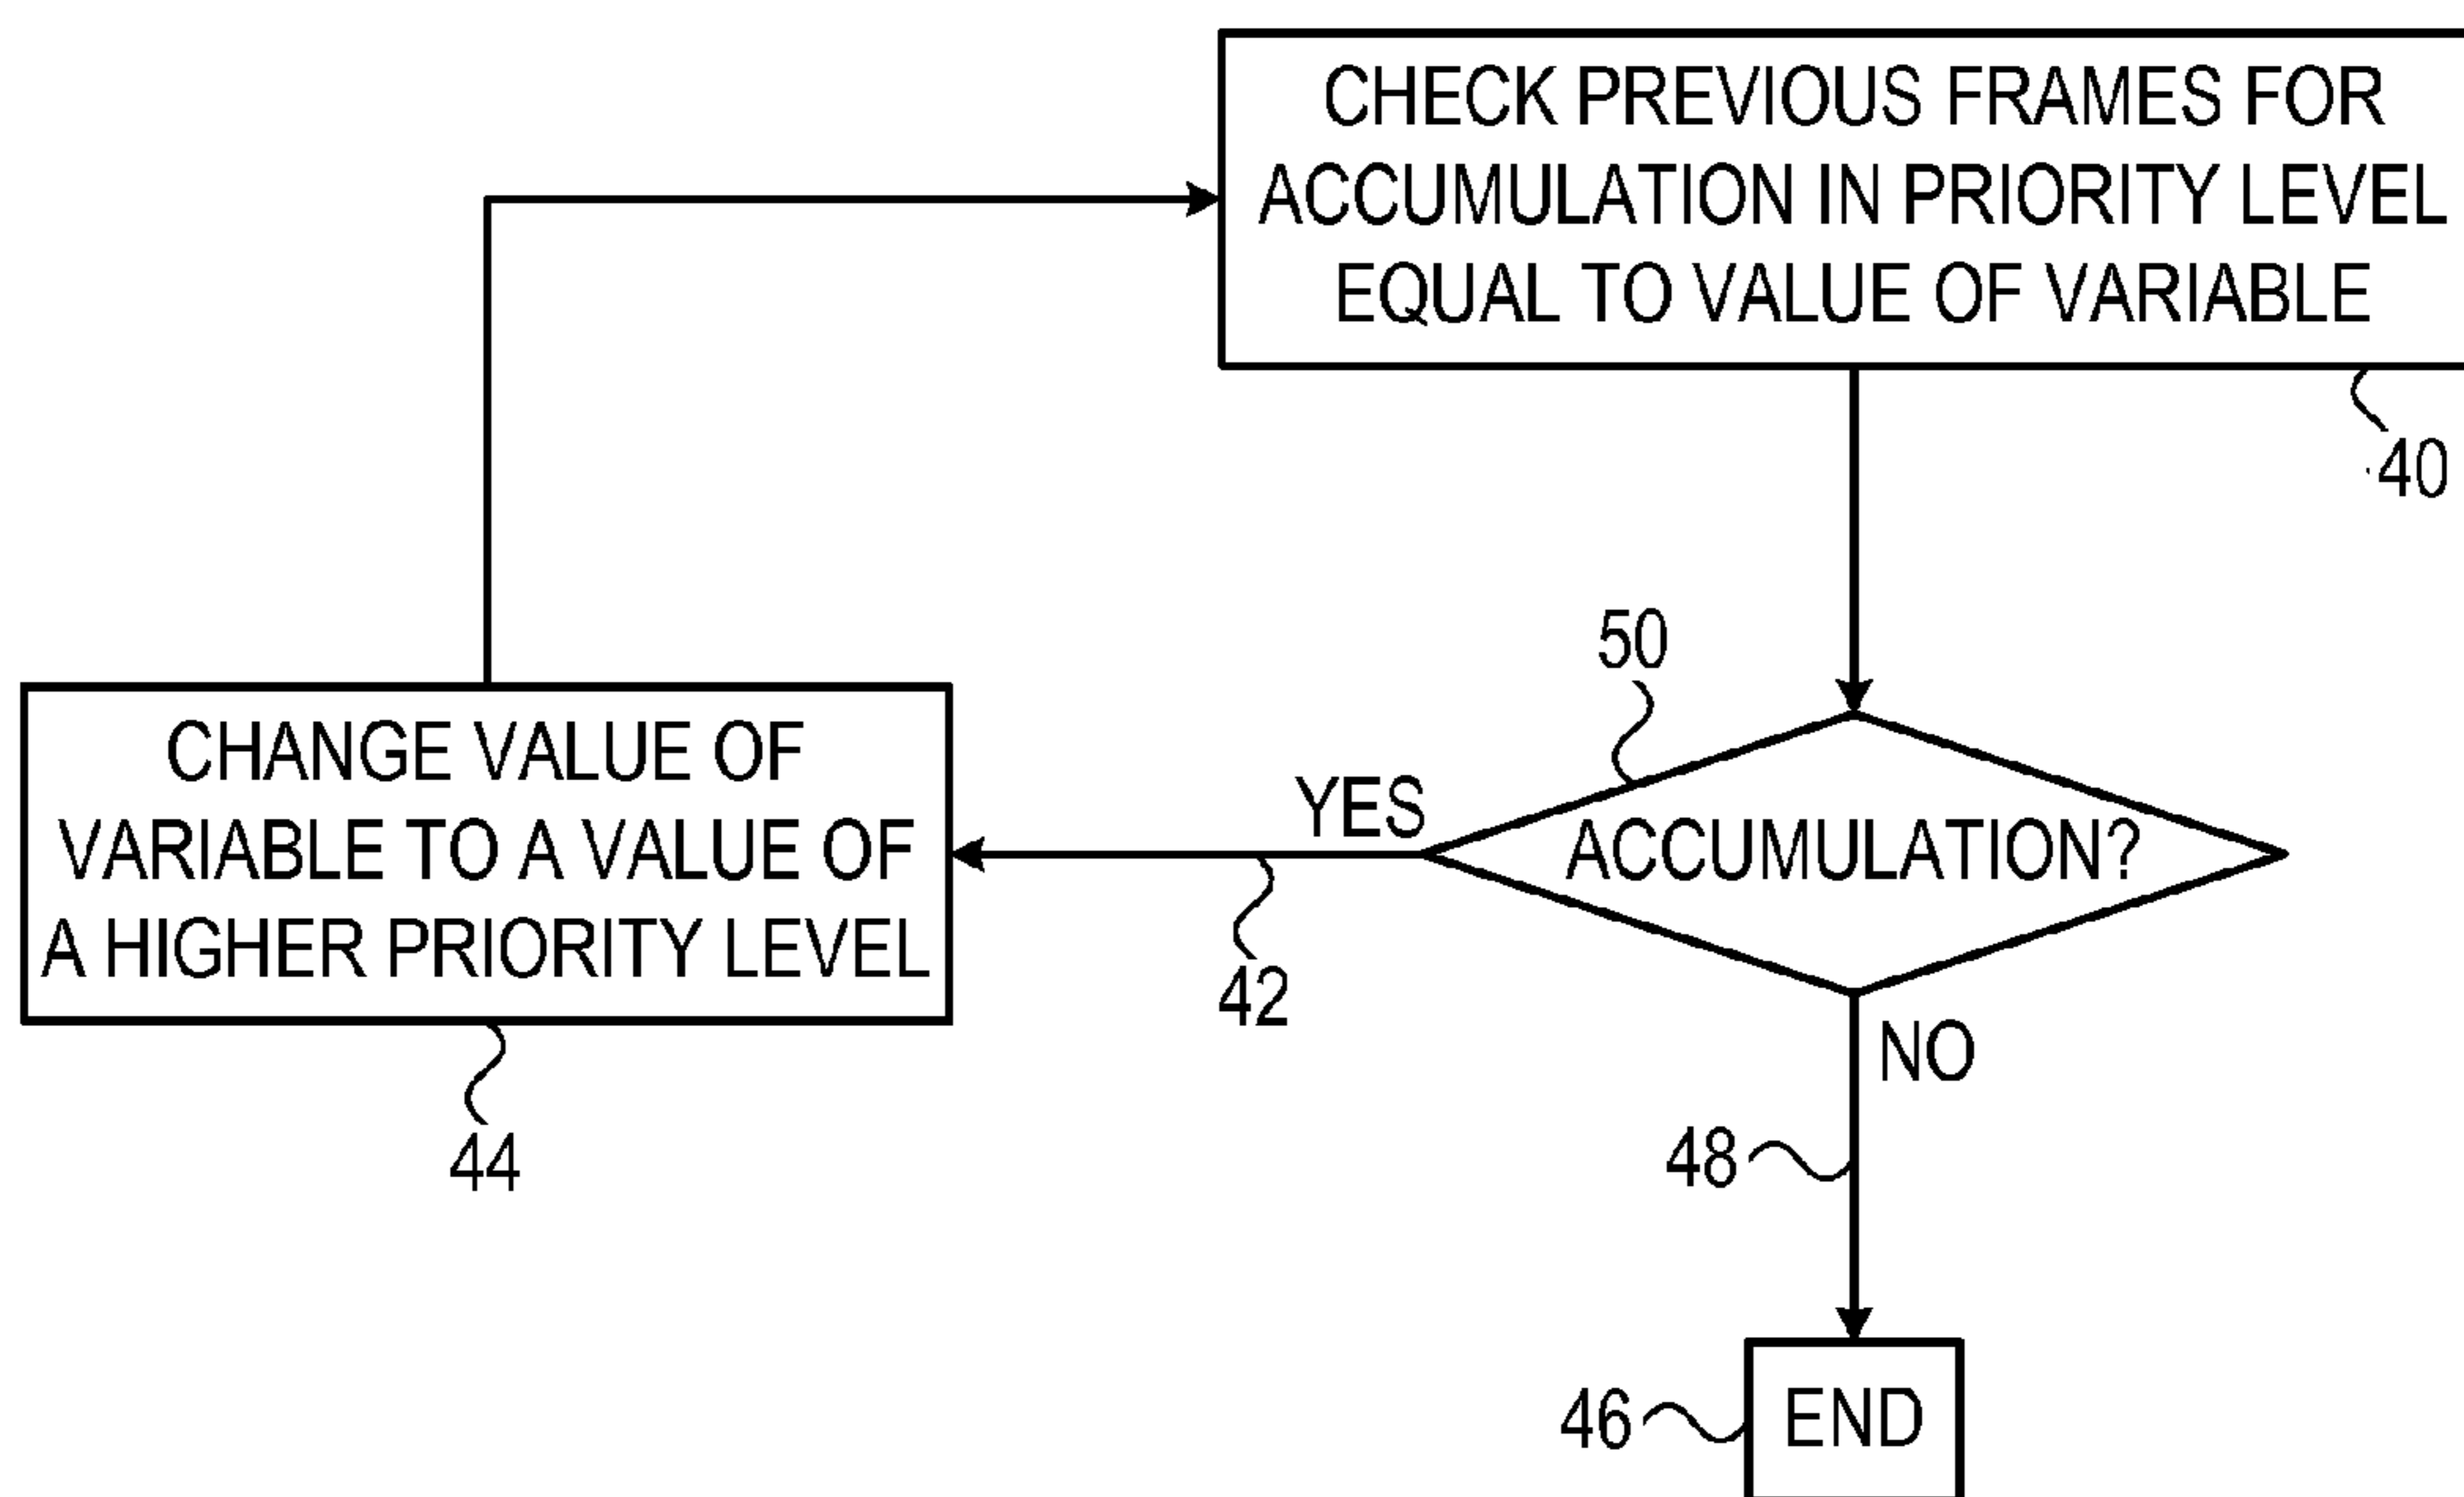 CHECK PREVIOUS FRAMES FOR
ACCUMULATION IN PRIORITY LEVEL
EQUAL TO VALUE OF VARIABLE
40
50
CHANGE VALUE OF
VARIABLE TO A VALUE OF
A HIGHER PRIORITY LEVEL
YES
ACCUMULATION?
42
NO
44
48
46
END